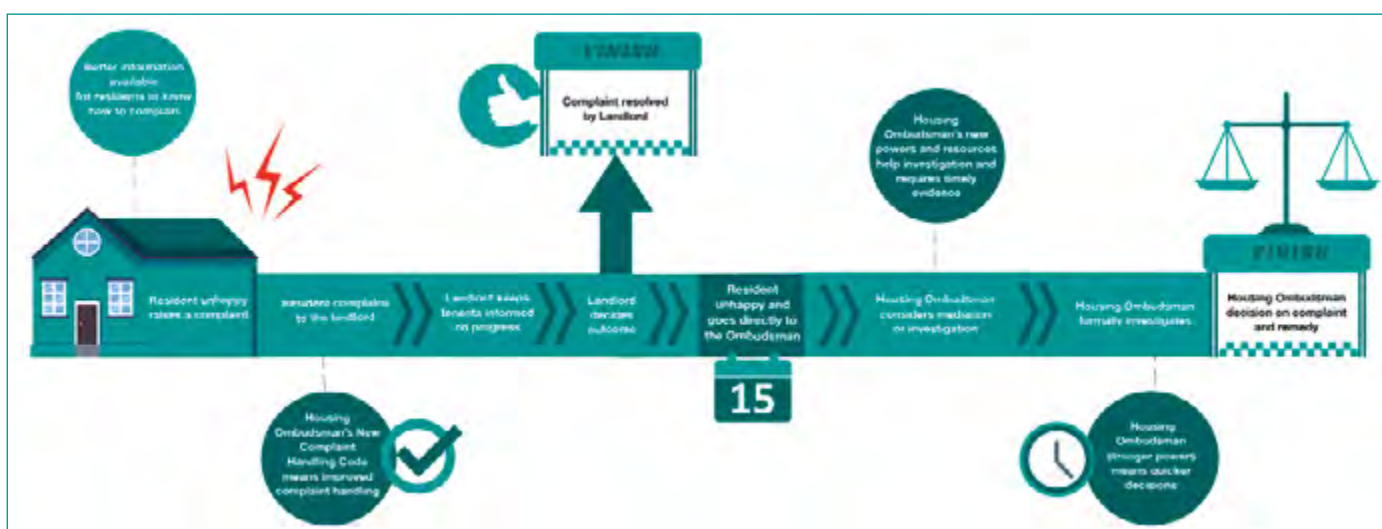 Better information
available
for residents to know
how to complain
FINISH
Complaint resolved
by Landlord
Housing
Ombudsman's new
powers and resources
help investigation and
requires timely
evidence
Resident unhappy
raises a complaint
Resident complains
to the landlord
Landlord keeps
tenants informed
on progress
Landlord
decides
outcome
Resident
unhappy and
goes directly to
the Ombudsman
Housing Ombudsman
considers mediation
or investigation
Housing Ombudsman
formally investigates
FINISH
Housing Ombudsman
decision on complaint
and remedy
15
Housing
Ombudsman's New
Complaint
Handling Code
means improved
complaint handling
Housing
Ombudsman
stronger powers
means quicker
decisions